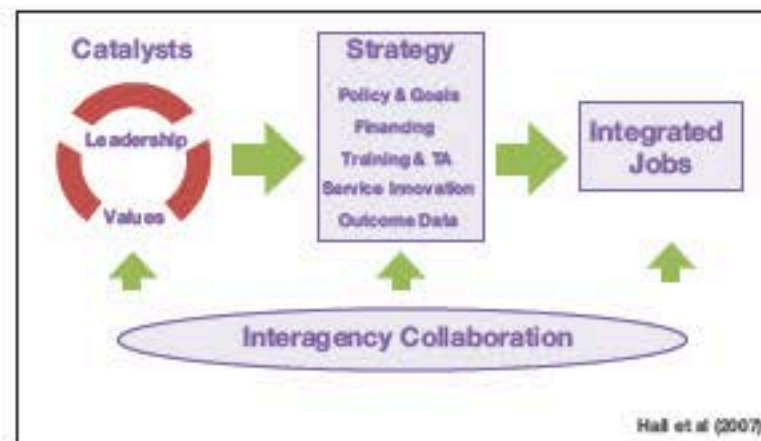 Catalysts
Leadership
Values
Strategy
Policy & Goals
Financing
Training & TA
Service Innovation
Outcome Data
Integrated
Jobs
Interagency Collaboration
Hall et al (2007)